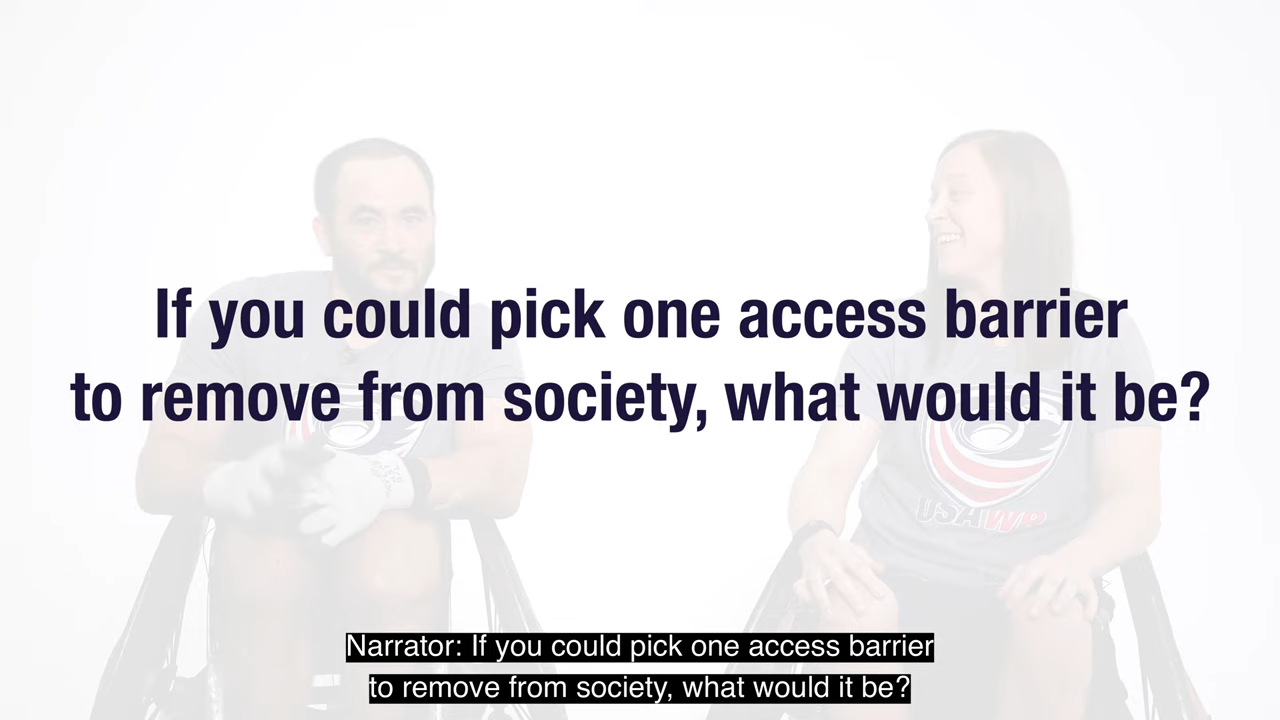 If you could pick one access barrier
to remove from society, what would it be?
USAWR
Narrator: If you could pick one access barrier
to remove from society, what would it be?